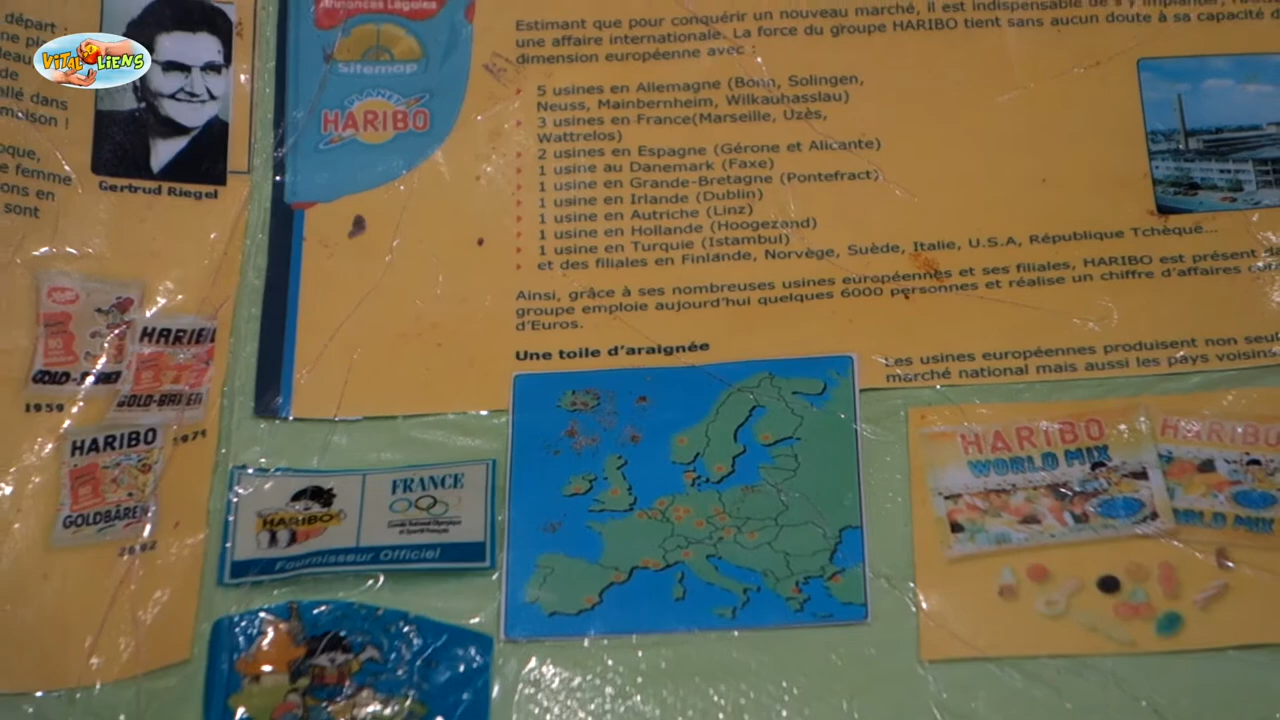 VITAL LIENS
départ :
de
allé dans
maison !
oque,
e femme
ons en
sont
Gertrud Riegel
Annonces Légales
Sitemap
PLANET
HARIBO
Estimant que pour conquérir un nouveau marché, il est indispensable de s'y implanter,
une affaire internationale. La force du groupe HARIBO tient sans aucun doute à sa capacité
dimension européenne avec :
5 usines en Allemagne (Bonn, Solingen,
Neuss, Mainbernheim, Wilkauhasslau)
3 usines en France(Marseille, Uzès,
Wattrelos)
2 usines en Espagne (Gérone et Alicante)
1 usine au Danemark (Faxe)
1 usine en Grande-Bretagne (Pontefract)
1 usine en Irlande (Dublin)
1 usine en Autriche (Linz)
1 usine en Hollande (Hoogezand)
1 usine en Turquie (Istambul)
et des filiales en Finlande, Norvège, Suède, Italie, U.S.A, République Tchèque...
Ainsi, grâce à ses nombreuses usines européennes et ses filiales, HARIBO est présent
groupe emploie aujourd'hui quelques 6000 personnes et réalise un chiffre d'affaires
d'Euros.
Une toile d'araignée
Les usines européennes produisent non seul
marché national mais aussi les pays voisins
GOLD-BÄREN
1959
HARIBO
GOLD-BÄREN
1971
HARIBO
GOLDBÄREN
2002
HARIBO
FRANCE
Comité National Olympique
et Sportif Français
Fournisseur Officiel
HARIBO
WORLD MIX
HARIBO
WORLD MIX